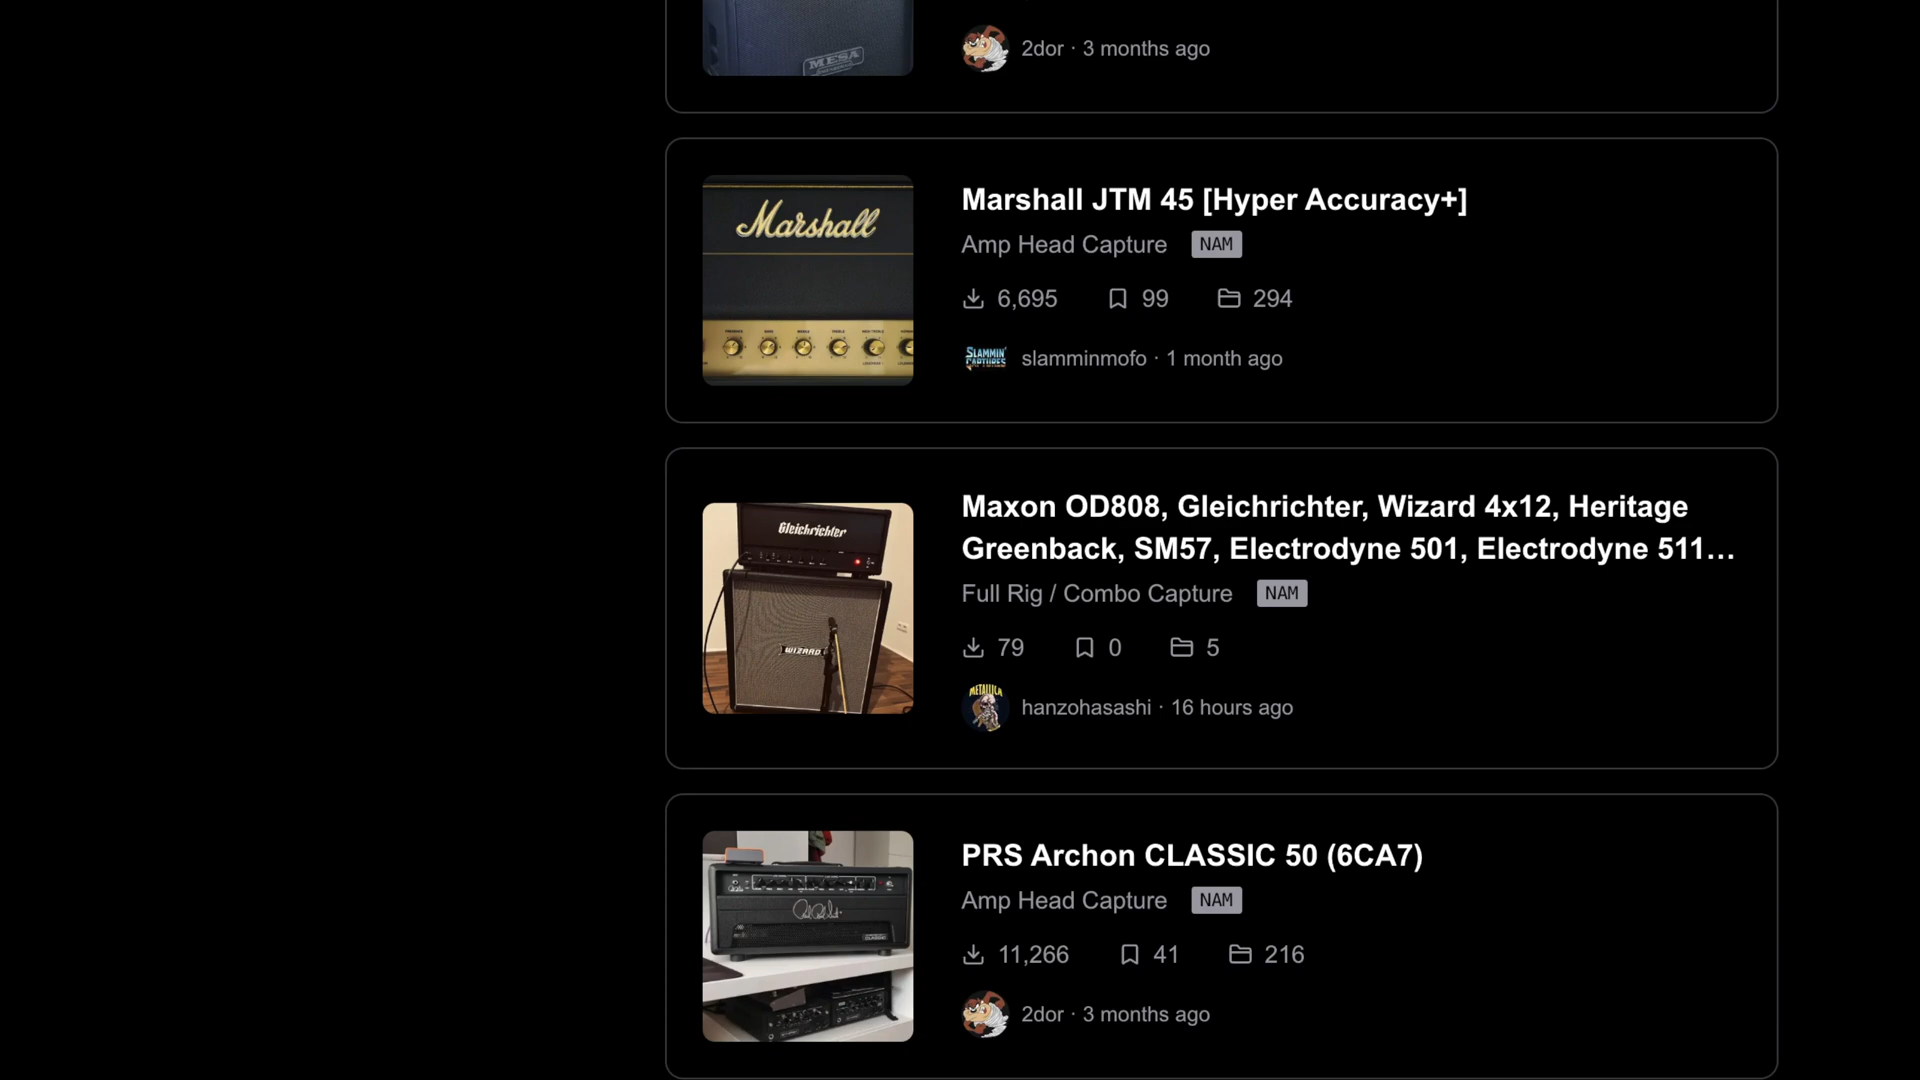 MESA
2dor · 3 months ago
Marshall
Marshall JTM 45 [Hyper Accuracy+]
Amp Head Capture NAM
6,695 99 294
SLAMMIN' CAPTURES
slamminmofo · 1 month ago
Gleichrichter
WIZARD
Maxon OD808, Gleichrichter, Wizard 4x12, Heritage
Greenback, SM57, Electrodyne 501, Electrodyne 511...
Full Rig / Combo Capture NAM
79 0 5
METALLICA
hanzohasashi · 16 hours ago
PRS Archon CLASSIC 50 (6CA7)
Amp Head Capture NAM
11,266 41 216
2dor · 3 months ago